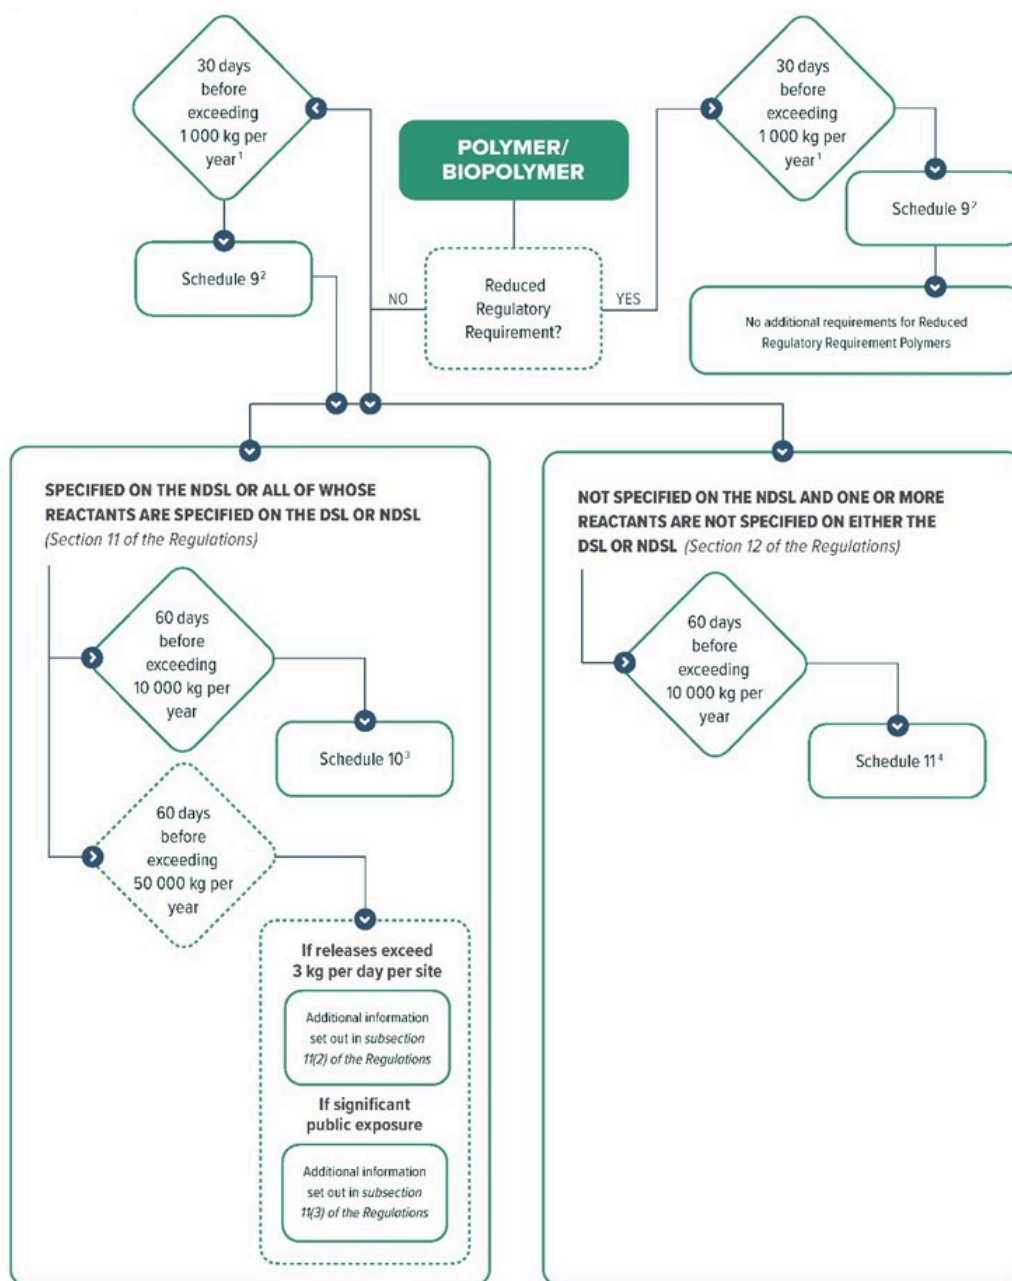 POLYMER/
BIOPOLYMER
Reduced
Regulatory
Requirement?
NO
YES
30 days
before
exceeding
1 000 kg per
year¹
Schedule 9²
30 days
before
exceeding
1 000 kg per
year¹
Schedule 9²
No additional requirements for Reduced
Regulatory Requirement Polymers
SPECIFIED ON THE NDSL OR ALL OF WHOSE
REACTANTS ARE SPECIFIED ON THE DSL OR NDSL
(Section 11 of the Regulations)
60 days
before
exceeding
10 000 kg per
year
Schedule 10³
60 days
before
exceeding
50 000 kg per
year
If releases exceed
3 kg per day per site
Additional information
set out in subsection
11(2) of the Regulations
If significant
public exposure
Additional information
set out in subsection
11(3) of the Regulations
NOT SPECIFIED ON THE NDSL AND ONE OR MORE
REACTANTS ARE NOT SPECIFIED ON EITHER THE
DSL OR NDSL (Section 12 of the Regulations)
60 days
before
exceeding
10 000 kg per
year
Schedule 11⁴